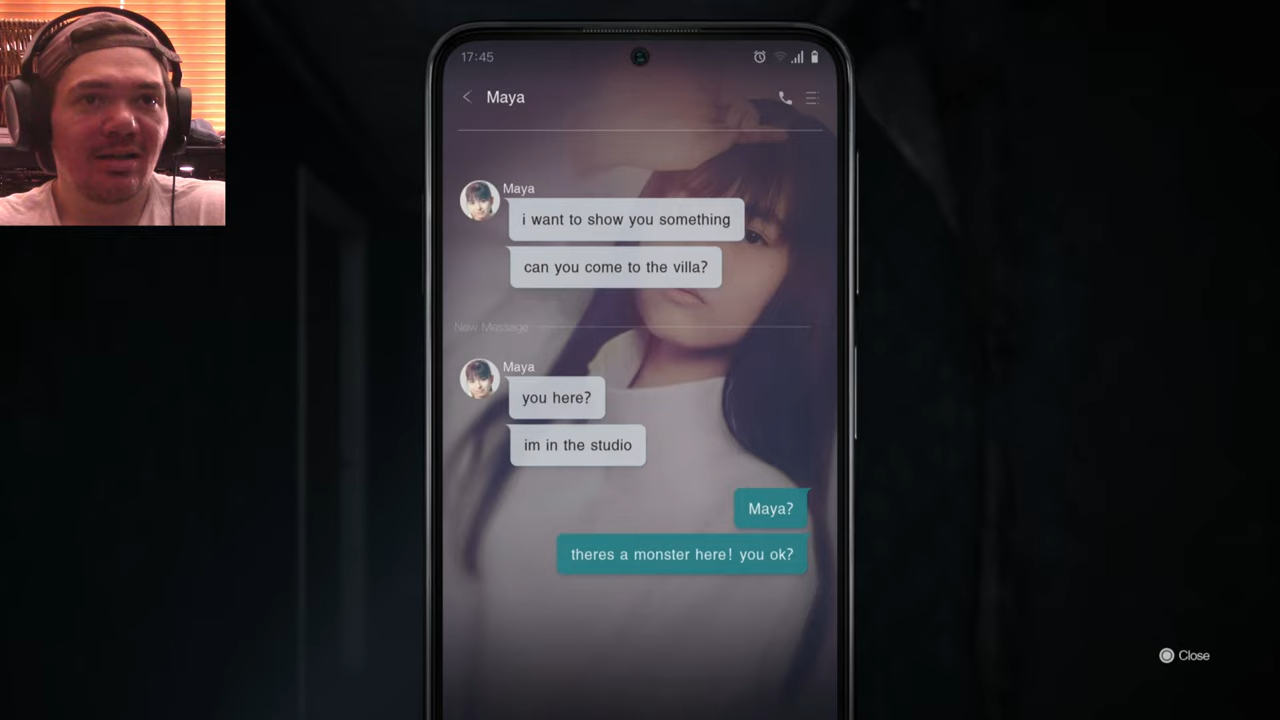 17:45
Maya
Maya
i want to show you something
can you come to the villa?
New Message
Maya
you here?
im in the studio
Maya?
theres a monster here! you ok?
Close